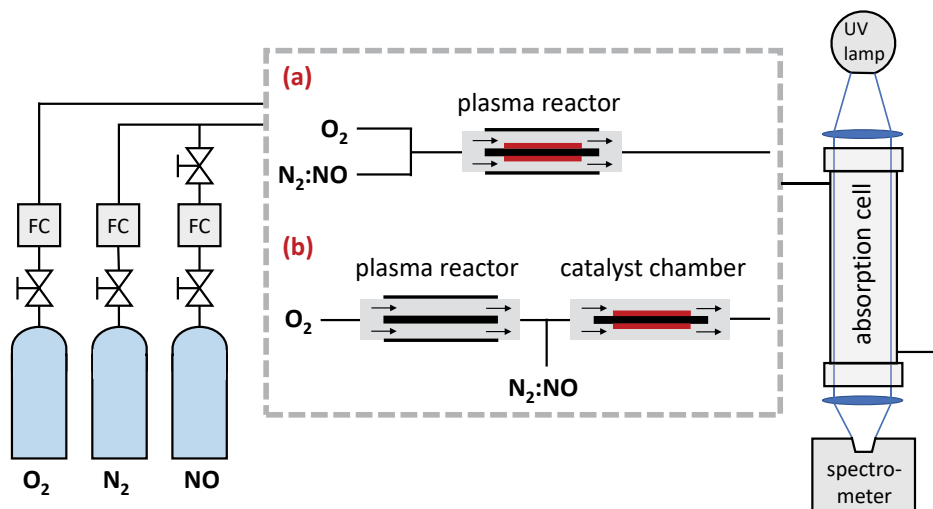 UV
lamp
(a)
plasma reactor
O₂
N₂:NO
FC
FC
FC
(b)
plasma reactor
catalyst chamber
O₂
N₂:NO
absorption cell
O₂
N₂
NO
spectro-
meter